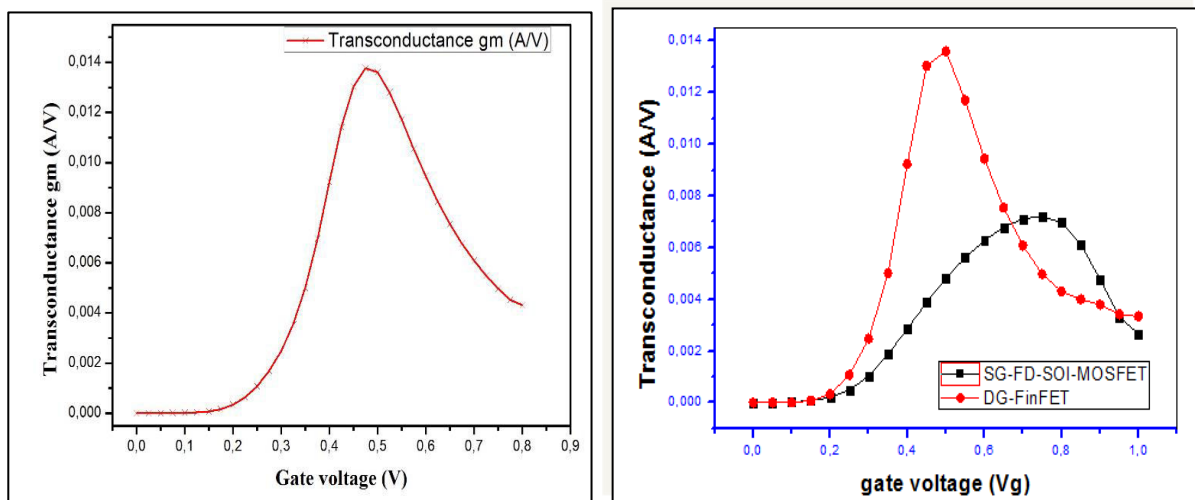 Transconductance gm (A/V)
Transconductance gm (A/V)
0,014
0,012
0,010
0,008
0,006
0,004
0,002
0,000
0,0 0,1 0,2 0,3 0,4 0,5 0,6 0,7 0,8 0,9
Gate voltage (V)
Transconductance (A/V)
0,014
0,012
0,010
0,008
0,006
0,004
0,002
0,000
SG-FD-SOI-MOSFET
DG-FinFET
0,0 0,2 0,4 0,6 0,8 1,0
gate voltage (Vg)